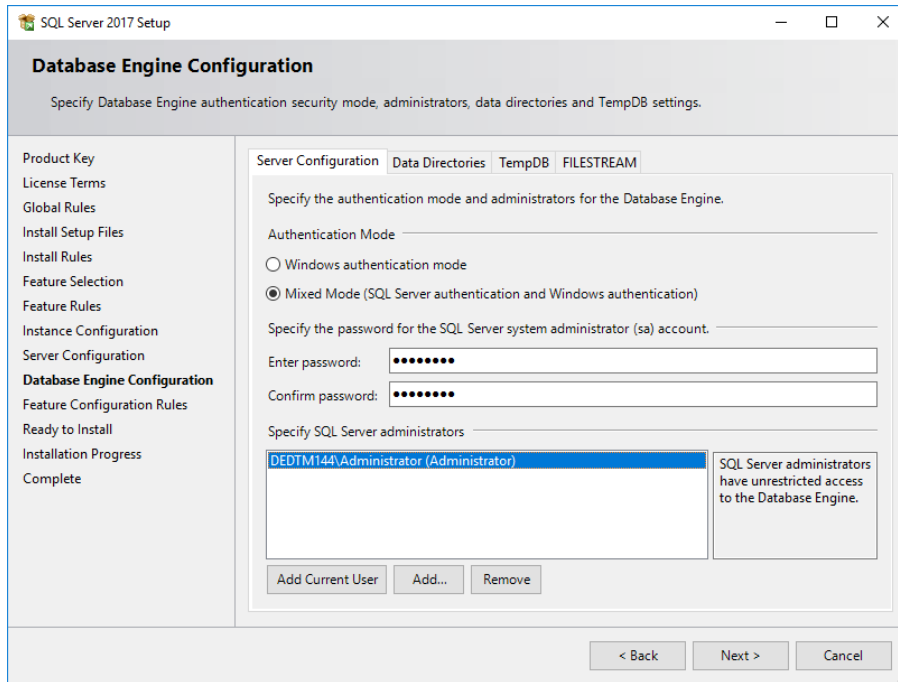 SQL Server 2017 Setup
Database Engine Configuration
Specify Database Engine authentication security mode, administrators, data directories and TempDB settings.
Product Key
License Terms
Global Rules
Install Setup Files
Install Rules
Feature Selection
Feature Rules
Instance Configuration
Server Configuration
Database Engine Configuration
Feature Configuration Rules
Ready to Install
Installation Progress
Complete
Server Configuration Data Directories TempDB FILESTREAM
Specify the authentication mode and administrators for the Database Engine.
Authentication Mode
Windows authentication mode
Mixed Mode (SQL Server authentication and Windows authentication)
Specify the password for the SQL Server system administrator (sa) account.
Enter password: ●●●●●●●●
Confirm password: ●●●●●●●●
Specify SQL Server administrators
DEDTM144\Administrator (Administrator)
SQL Server administrators
have unrestricted access
to the Database Engine.
Add Current User Add... Remove
< Back Next > Cancel